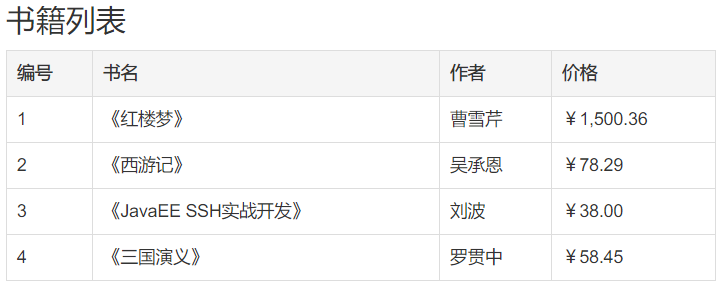 书籍列表
编号 书名 作者 价格
1 《红楼梦》 曹雪芹 ￥1,500.36
2 《西游记》 吴承恩 ￥78.29
3 《JavaEE SSH实战开发》 刘波 ￥38.00
4 《三国演义》 罗贯中 ￥58.45